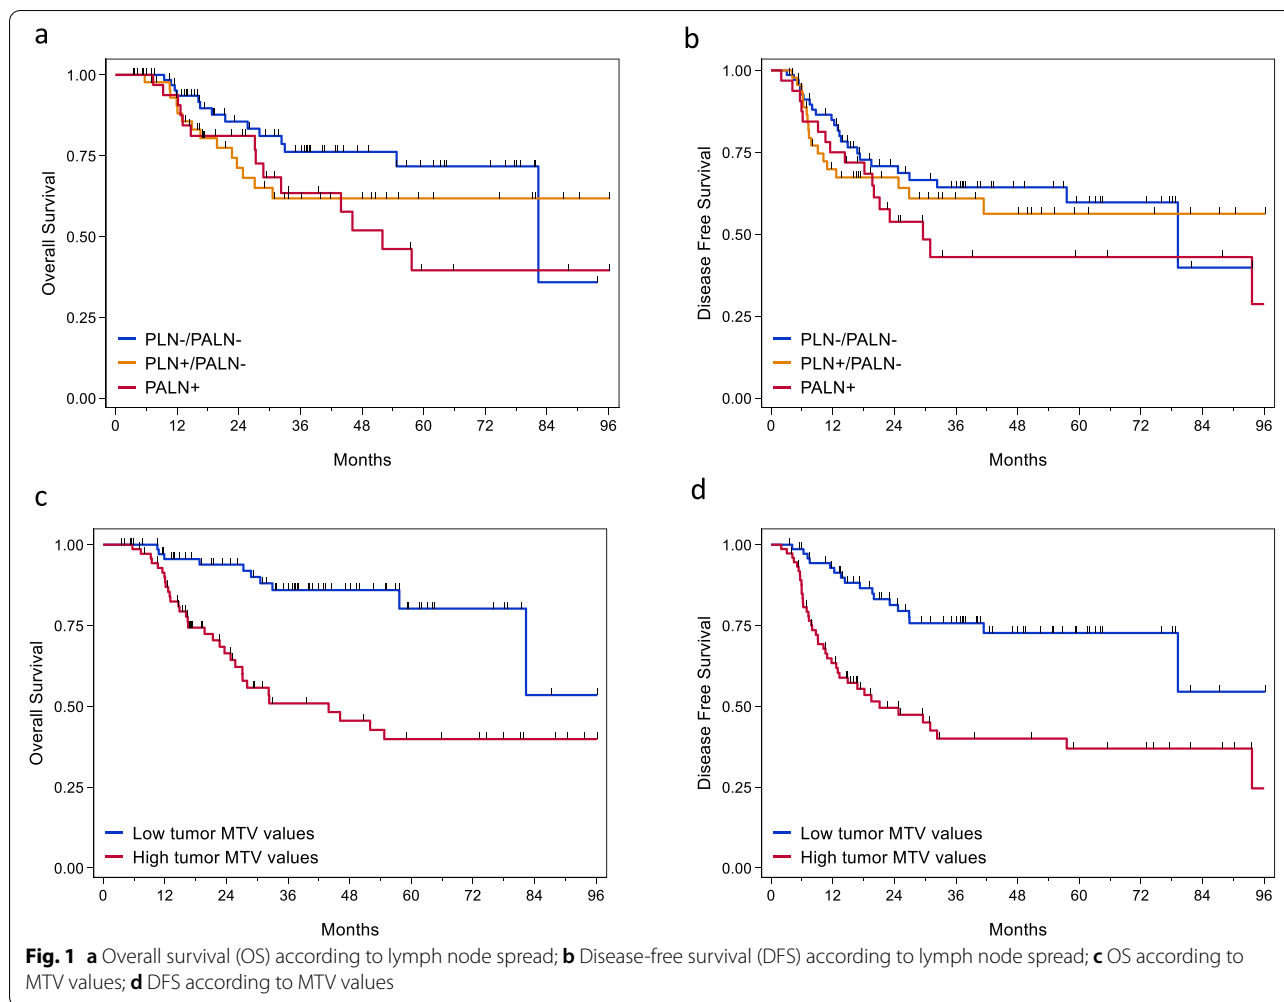 a
1.00
0.75
0.50
0.25
0.00
Overall Survival
PLN-/PALN-
PLN+/PALN-
PALN+
0 12 24 36 48 60 72 84 96
Months
b
1.00
0.75
0.50
0.25
0.00
Disease Free Survival
PLN-/PALN-
PLN+/PALN-
PALN+
0 12 24 36 48 60 72 84 96
Months
c
1.00
0.75
0.50
0.25
0.00
Overall Survival
Low tumor MTV values
High tumor MTV values
0 12 24 36 48 60 72 84 96
Months
d
1.00
0.75
0.50
0.25
0.00
Disease Free Survival
Low tumor MTV values
High tumor MTV values
0 12 24 36 48 60 72 84 96
Months
Fig. 1 a Overall survival (OS) according to lymph node spread; b Disease-free survival (DFS) according to lymph node spread; c OS according to
MTV values; d DFS according to MTV values